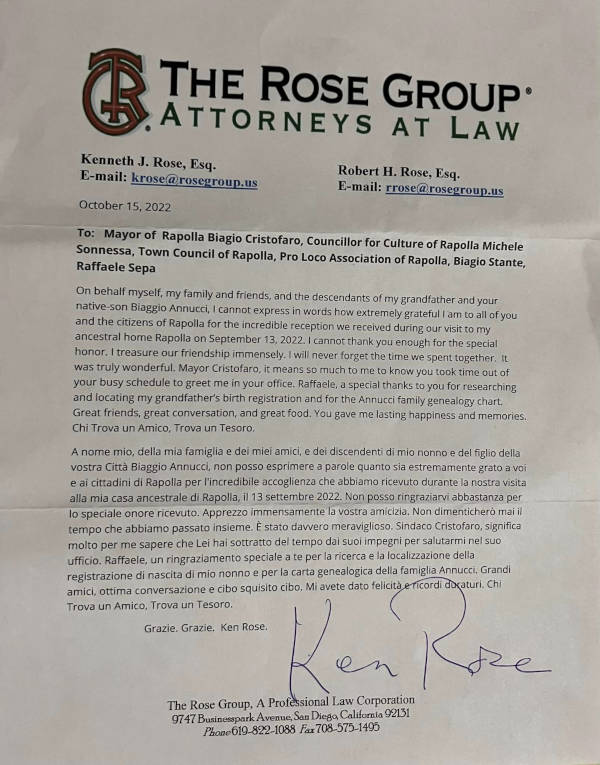 THE ROSE GROUP®
ATTORNEYS AT LAW
Kenneth J. Rose, Esq.
E-mail: krose@rosegroup.us
Robert H. Rose, Esq.
E-mail: rrose@rosegroup.us
October 15, 2022
To: Mayor of Rapolla Biagio Cristofaro, Councillor for Culture of Rapolla Michele
Sonnessa, Town Council of Rapolla, Pro Loco Association of Rapolla, Biagio Stante,
Raffaele Sepa
On behalf myself, my family and friends, and the descendants of my grandfather and your
native-son Biaggio Annucci, I cannot express in words how extremely grateful I am to all of you
and the citizens of Rapolla for the incredible reception we received during our visit to my
ancestral home Rapolla on September 13, 2022. I cannot thank you enough for the special
honor. I treasure our friendship immensely. I will never forget the time we spent together. It
was truly wonderful. Mayor Cristofaro, it means so much to me to know you took time out of
your busy schedule to greet me in your office. Raffaele, a special thanks to you for researching
and locating my grandfather's birth registration and for the Annucci family genealogy chart.
Great friends, great conversation, and great food. You gave me lasting happiness and memories.
Chi Trova un Amico, Trova un Tesoro.
A nome mio, della mia famiglia e dei miei amici, e dei discendenti di mio nonno e del figlio della
vostra Città Biaggio Annucci, non posso esprimere a parole quanto sia estremamente grato a voi
e ai cittadini di Rapolla per l'incredibile accoglienza che abbiamo ricevuto durante la nostra visita
alla mia casa ancestrale di Rapolla, il 13 settembre 2022. Non posso ringraziarvi abbastanza per
lo speciale onore ricevuto. Apprezzo immensamente la vostra amicizia. Non dimenticherò mai il
tempo che abbiamo passato insieme. È stato davvero meraviglioso. Sindaco Cristofaro, significa
molto per me sapere che Lei hai sottratto del tempo dai suoi impegni per salutarmi nel suo
ufficio. Raffaele, un ringraziamento speciale a te per la ricerca e la localizzazione della
registrazione di nascita di mio nonno e per la carta genealogica della famiglia Annucci. Grandi
amici, ottima conversazione e cibo squisito cibo. Mi avete dato felicità e ricordi duraturi. Chi
Trova un Amico, Trova un Tesoro.
Grazie. Grazie. Ken Rose.
Ken Rose
The Rose Group, A Professional Law Corporation
9747 Businesspark Avenue, San Diego, California 92131
Phone 619-822-1088 Fax 708-575-1495